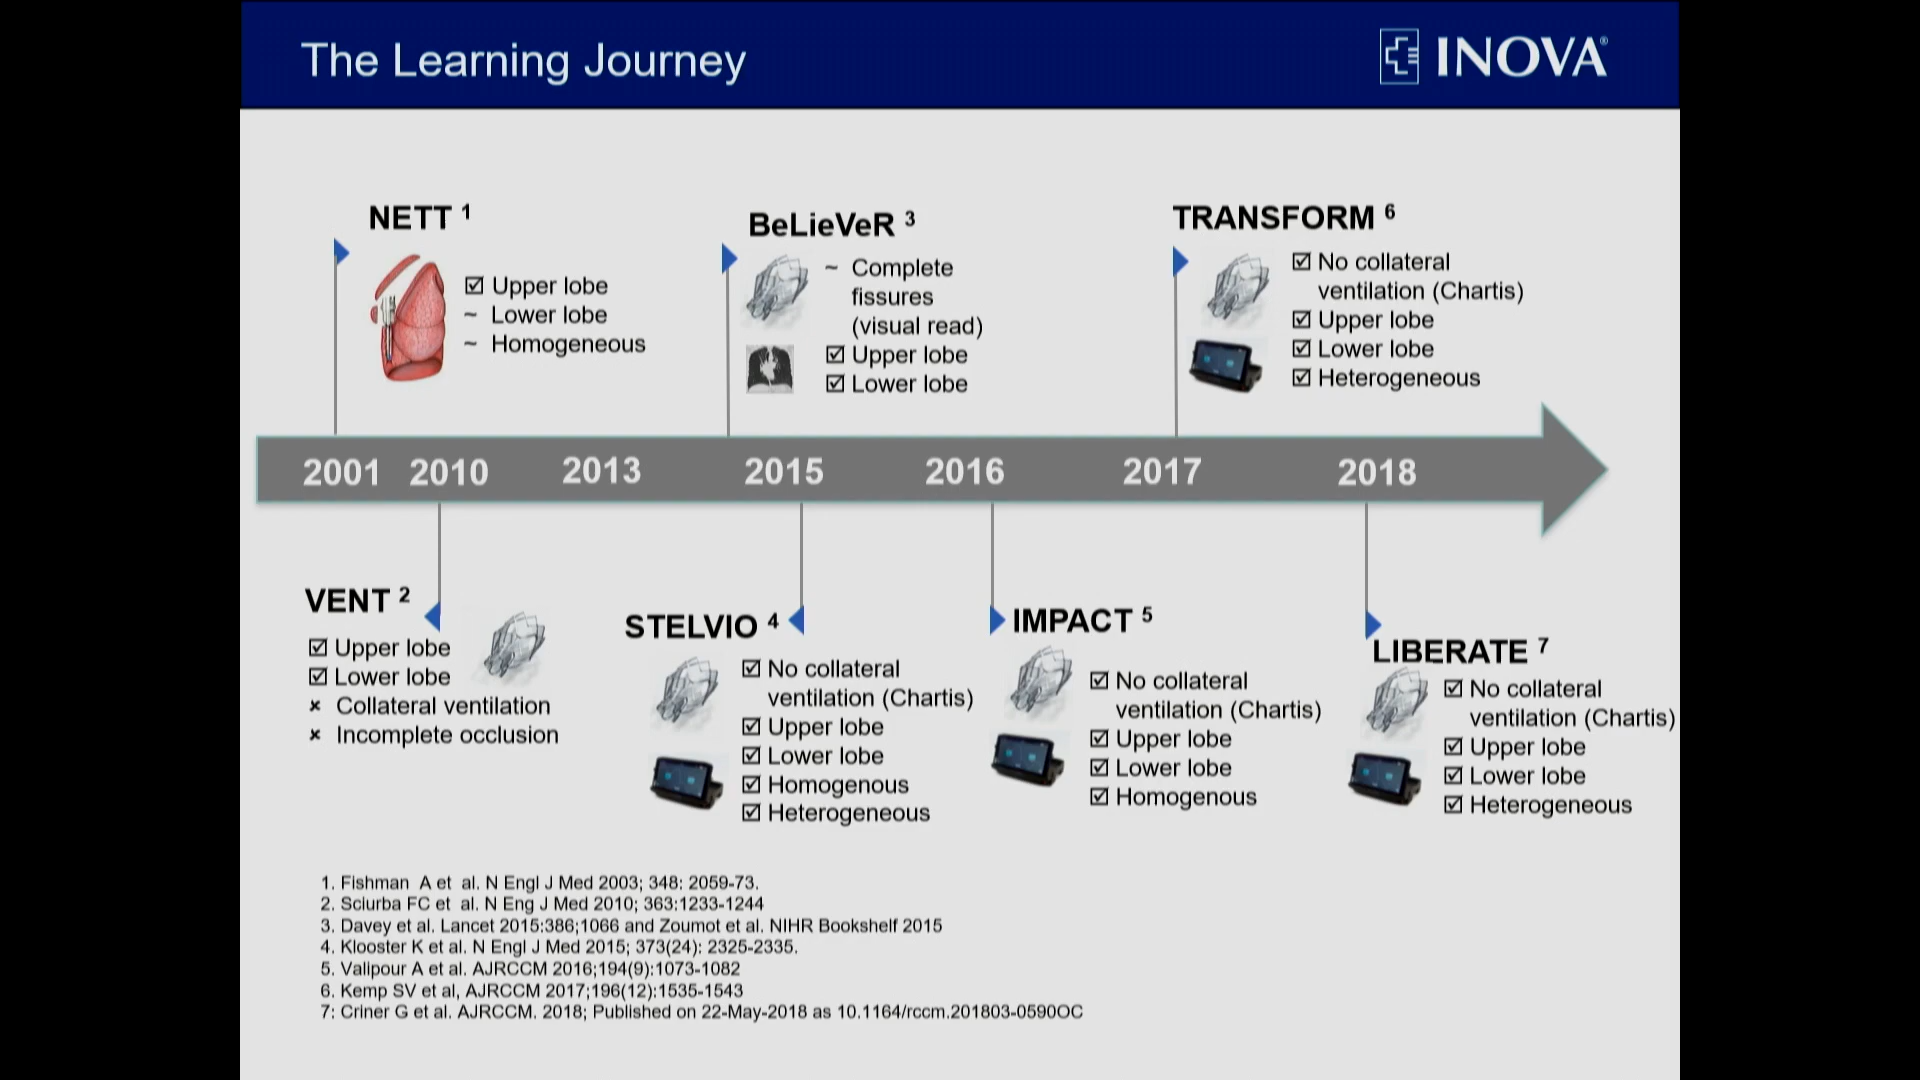 The Learning Journey
INOVA®
NETT 1
☑ Upper lobe
~ Lower lobe
~ Homogeneous
BeLieVeR 3
~ Complete
fissures
(visual read)
☑ Upper lobe
☑ Lower lobe
TRANSFORM 6
☑ No collateral
ventilation (Chartis)
☑ Upper lobe
☑ Lower lobe
☑ Heterogeneous
2001 2010 2013 2015 2016 2017 2018
VENT 2
☑ Upper lobe
☑ Lower lobe
× Collateral ventilation
× Incomplete occlusion
STELVIO 4
☑ No collateral
ventilation (Chartis)
☑ Upper lobe
☑ Lower lobe
☑ Homogenous
☑ Heterogeneous
IMPACT 5
☑ No collateral
ventilation (Chartis)
☑ Upper lobe
☑ Lower lobe
☑ Homogenous
LIBERATE 7
☑ No collateral
ventilation (Chartis)
☑ Upper lobe
☑ Lower lobe
☑ Heterogeneous
1. Fishman A et al. N Engl J Med 2003; 348: 2059-73.
2. Sciurba FC et al. N Eng J Med 2010; 363:1233-1244
3. Davey et al. Lancet 2015:386;1066 and Zoumot et al. NIHR Bookshelf 2015
4. Klooster K et al. N Engl J Med 2015; 373(24): 2325-2335.
5. Valipour A et al. AJRCCM 2016;194(9):1073-1082
6. Kemp SV et al, AJRCCM 2017;196(12):1535-1543
7: Criner G et al. AJRCCM. 2018; Published on 22-May-2018 as 10.1164/rccm.201803-0590OC